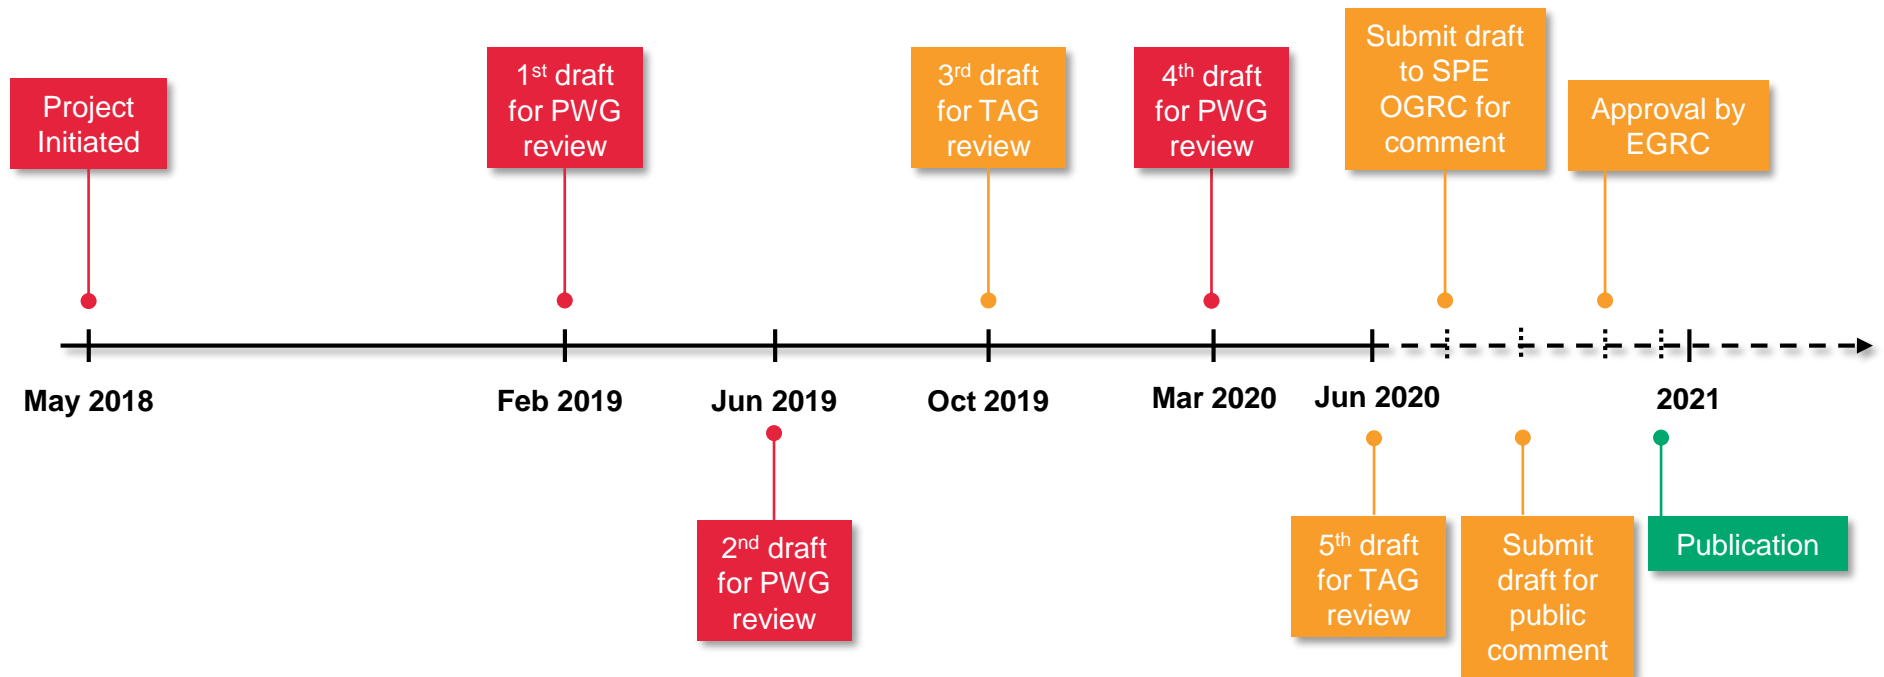 Project
Initiated
1st draft
for PWG
review
3rd draft
for TAG
review
4th draft
for PWG
review
Submit draft
to SPE
OGRC for
comment
Approval by
EGRC
May 2018
Feb 2019
Jun 2019
Oct 2019
Mar 2020
Jun 2020
2021
2nd draft
for PWG
review
5th draft
for TAG
review
Submit
draft for
public
comment
Publication